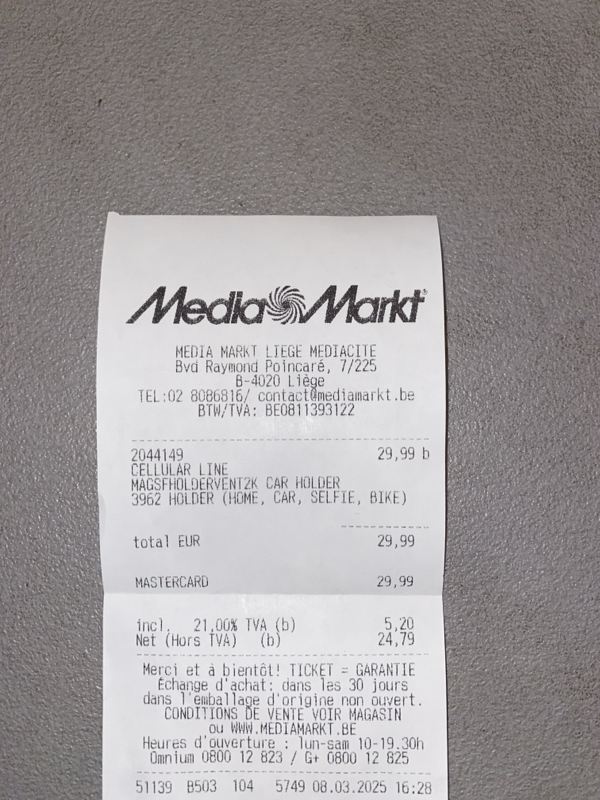 Media Markt®
MEDIA MARKT LIEGE MEDIACITE
Bvd Raymond Poincaré, 7/225
B-4020 Liège
TEL:02 8086816/ contact@mediamarkt.be
BTW/TVA: BE0811393122
2044149 29,99 b
CELLULAR LINE
MAGSFHOLDERVENT2K CAR HOLDER
3962 HOLDER (HOME, CAR, SELFIE, BIKE)
total EUR 29,99
MASTERCARD 29,99
incl. 21,00% TVA (b) 5,20
Net (Hors TVA) (b) 24,79
Merci et à bientôt! TICKET = GARANTIE
Échange d'achat: dans les 30 jours
dans l'emballage d'origine non ouvert.
CONDITIONS DE VENTE VOIR MAGASIN
ou WWW.MEDIAMARKT.BE
Heures d'ouverture : lun-sam 10-19.30h
Omnium 0800 12 823 / G+ 0800 12 825
51139 B503 104 5749 08.03.2025 16:28